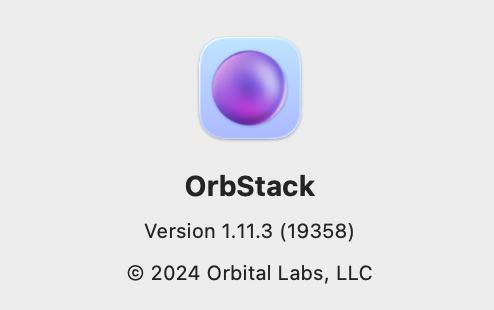 OrbStack
Version 1.11.3 (19358)
© 2024 Orbital Labs, LLC